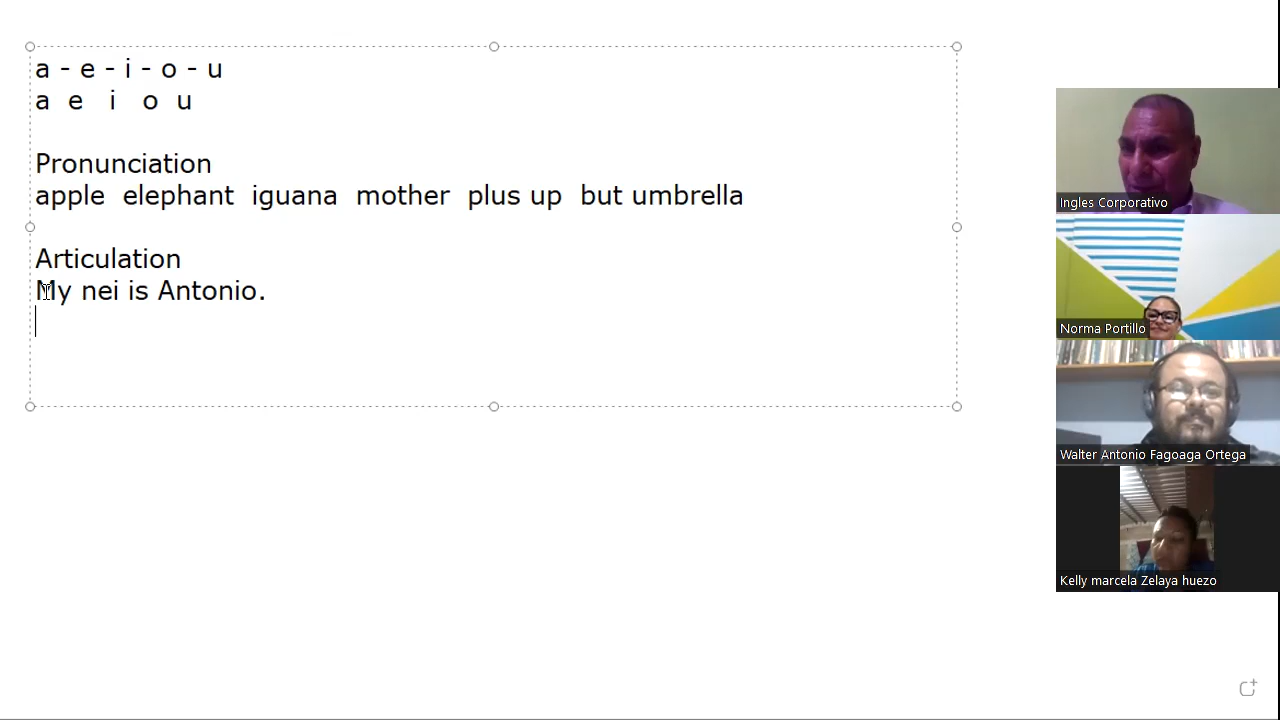 a - e - i - o - u
a e i o u
Pronunciation
apple elephant iguana mother plus up but umbrella
Articulation
My nei is Antonio.
Ingles Corporativo
Norma Portillo
Walter Antonio Fagoaga Ortega
Kelly marcela Zelaya huezo